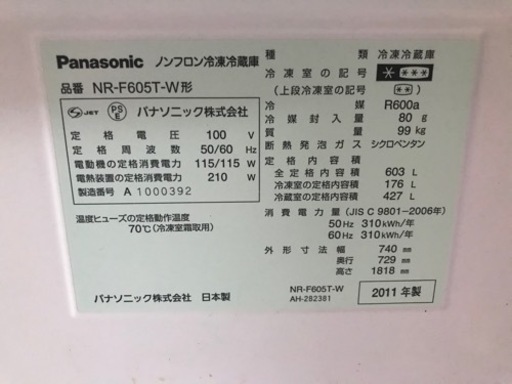 Panasonic ノンフロン冷凍冷蔵庫
品番 NR-F605T-W形
JET PSE パナソニック株式会社
定格電圧 100 V
定格周波数 50/60 Hz
電動機の定格消費電力 115/115 W
電熱装置の定格消費電力 210 W
製造番号 A 1000392
温度ヒューズの定格動作温度
70℃(冷凍室霜取用)
パナソニック株式会社 日本製
種類 冷凍冷蔵庫
冷凍室の記号 * ***
(上段冷凍室の記号) **
冷媒 R600a
冷媒封入量 80 g
質量 99 kg
断熱発泡ガス シクロペンタン
定格内容積
全定格内容積 603 L
冷凍室の定格内容積 176 L
冷蔵室の定格内容積 427 L
消費電力量(JIS C 9801-2006年)
50Hz 310 kWh/年
60Hz 310 kWh/年
外形寸法 幅 740 mm
奥行 729 mm
高さ 1818 mm
NR-F605T-W
AH-282381
2011年製